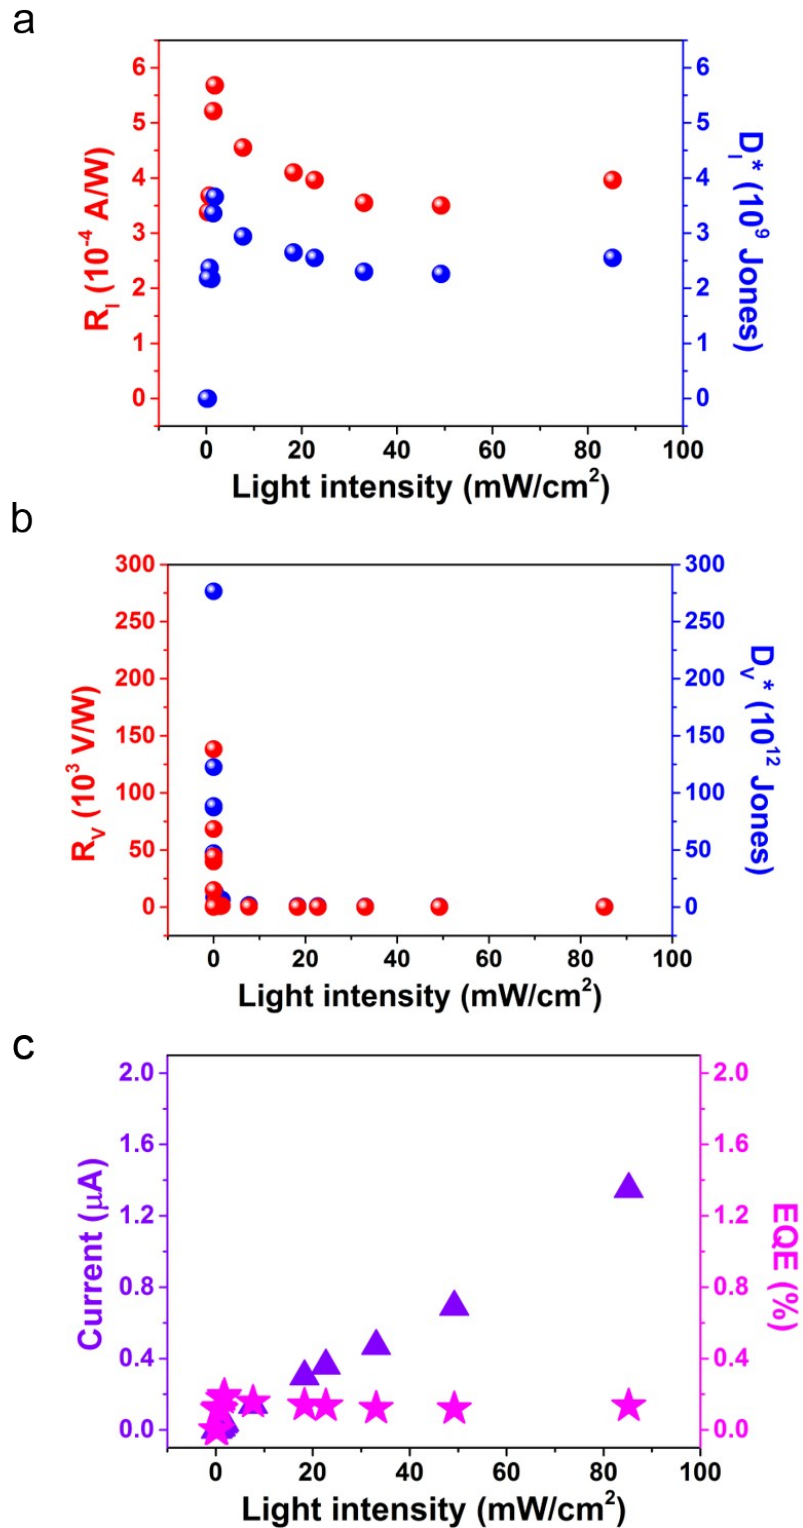 a
R_I (10^-4 A/W)
6
5
4
3
2
1
0
6
5
4
3
2
1
0
D_I* (10^9 Jones)
0 20 40 60 80 100
Light intensity (mW/cm^2)
b
R_V (10^3 V/W)
300
250
200
150
100
50
0
300
250
200
150
100
50
0
D_V* (10^12 Jones)
0 20 40 60 80 100
Light intensity (mW/cm^2)
c
Current (μA)
2.0
1.6
1.2
0.8
0.4
0.0
2.0
1.6
1.2
0.8
0.4
0.0
EQE (%)
0 20 40 60 80 100
Light intensity (mW/cm^2)